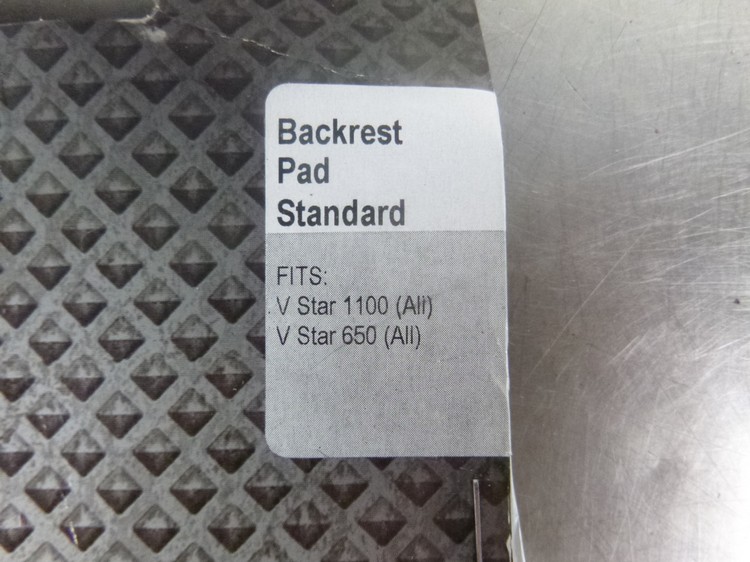 Backrest
Pad
Standard
FITS:
V Star 1100 (All)
V Star 650 (All)